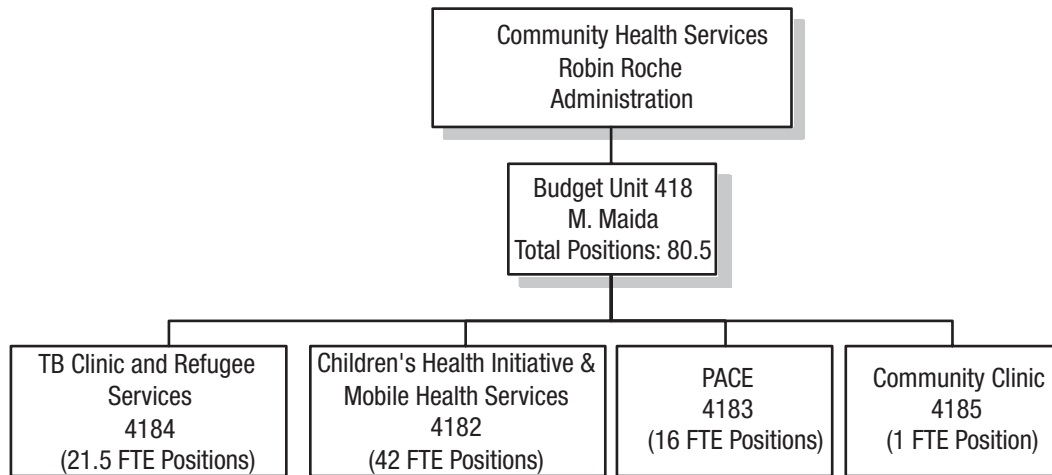 Community Health Services
Robin Roche
Administration
Budget Unit 418
M. Maida
Total Positions: 80.5
TB Clinic and Refugee
Services
4184
(21.5 FTE Positions)
Children's Health Initiative &
Mobile Health Services
4182
(42 FTE Positions)
PACE
4183
(16 FTE Positions)
Community Clinic
4185
(1 FTE Position)